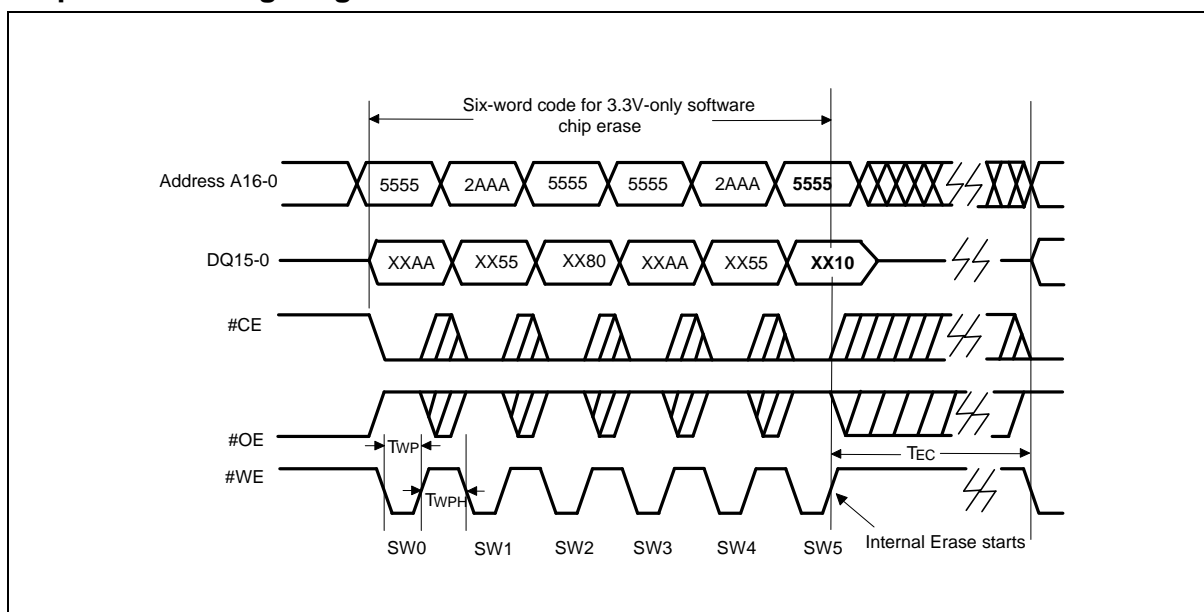 Six-word code for 3.3V-only software
chip erase
Address A16-0
5555
2AAA
5555
5555
2AAA
5555
DQ15-0
XXAA
XX55
XX80
XXAA
XX55
XX10
#CE
#OE
TWP
TEC
#WE
TWPH
SW0
SW1
SW2
SW3
SW4
SW5
Internal Erase starts